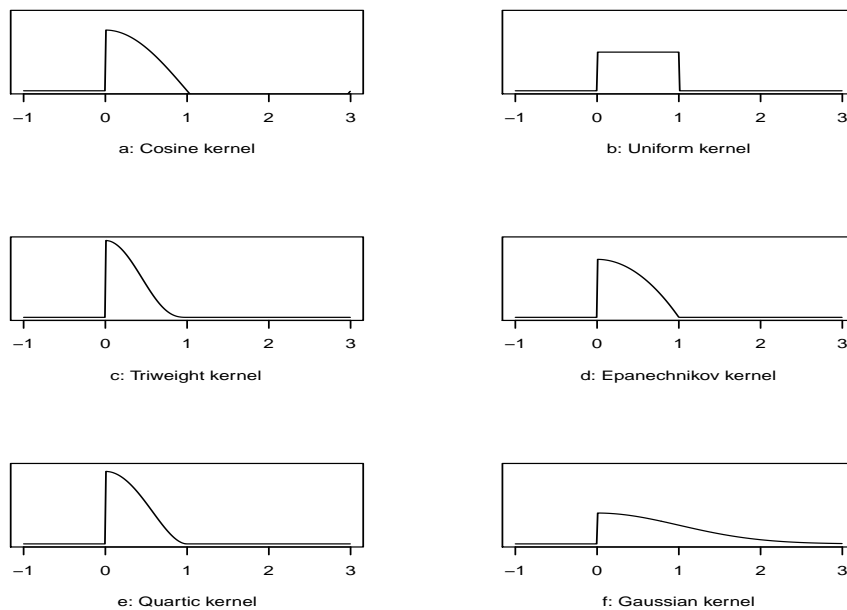 −1 0 1 2 3
a: Cosine kernel
−1 0 1 2 3
b: Uniform kernel
−1 0 1 2 3
c: Triweight kernel
−1 0 1 2 3
d: Epanechnikov kernel
−1 0 1 2 3
e: Quartic kernel
−1 0 1 2 3
f: Gaussian kernel